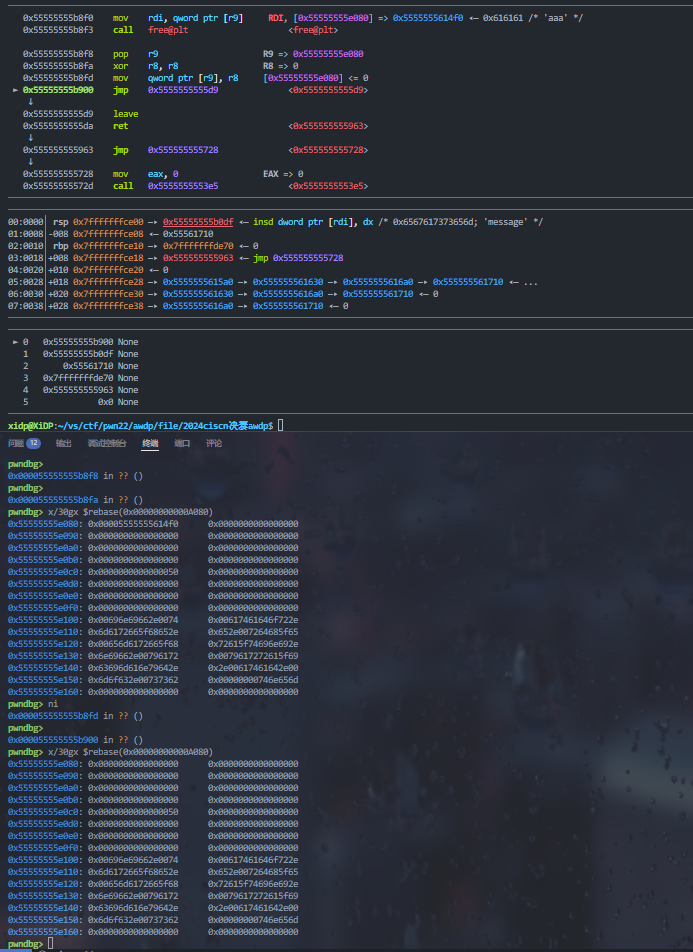 0x55555555b8f0 mov rdi, qword ptr [r9] RDI, [0x55555555e080] => 0x5555555614f0 ◂— 0x616161 /* 'aaa' */
0x55555555b8f3 call free@plt <free@plt>
0x55555555b8f8 pop r9 R9 => 0x55555555e080
0x55555555b8fa xor r8, r8 R8 => 0
0x55555555b8fd mov qword ptr [r9], r8 [0x55555555e080] <= 0
► 0x55555555b900 jmp 0x5555555555d9 <0x5555555555d9>
↓
0x5555555555d9 leave
0x5555555555da ret <0x555555555963>
↓
0x555555555963 jmp 0x555555555728 <0x555555555728>
↓
0x555555555728 mov eax, 0 EAX => 0
0x55555555572d call 0x5555555553e5 <0x5555555553e5>
00:0000│ rsp 0x7fffffffce00 —▸ 0x55555555b0df ◂— insd dword ptr [rdi], dx /* 0x6567617373656d; 'message' */
01:0008│-008 0x7fffffffce08 ◂— 0x55561710
02:0010│ rbp 0x7fffffffce10 —▸ 0x7fffffffde70 ◂— 0
03:0018│+008 0x7fffffffce18 —▸ 0x555555555963 ◂— jmp 0x555555555728
04:0020│+010 0x7fffffffce20 ◂— 0
05:0028│+018 0x7fffffffce28 —▸ 0x5555555615a0 —▸ 0x555555561630 —▸ 0x5555555616a0 —▸ 0x555555561710 ◂— ...
06:0030│+020 0x7fffffffce30 —▸ 0x555555561630 —▸ 0x5555555616a0 —▸ 0x555555561710 ◂— 0
07:0038│+028 0x7fffffffce38 —▸ 0x5555555616a0 —▸ 0x555555561710 ◂— 0
► 0 0x55555555b900 None
1 0x55555555b0df None
2 0x55561710 None
3 0x7fffffffde70 None
4 0x555555555963 None
5 0x0 None
xidp@XiDP:~/vs/ctf/pwn22/awdp/file/2024ciscn决赛awdp$
问题 12 输出 调试控制台 终端 端口 评论
pwndbg>
0x000055555555b8f8 in ?? ()
pwndbg>
0x000055555555b8fa in ?? ()
pwndbg> x/30gx $rebase(0x000000000000A080)
0x55555555e080: 0x00005555555614f0 0x0000000000000000
0x55555555e090: 0x0000000000000000 0x0000000000000000
0x55555555e0a0: 0x0000000000000000 0x0000000000000000
0x55555555e0b0: 0x0000000000000000 0x0000000000000000
0x55555555e0c0: 0x0000000000000050 0x0000000000000000
0x55555555e0d0: 0x0000000000000000 0x0000000000000000
0x55555555e0e0: 0x0000000000000000 0x0000000000000000
0x55555555e0f0: 0x0000000000000000 0x0000000000000000
0x55555555e100: 0x00696e69662e0074 0x00617461646f722e
0x55555555e110: 0x6d6172665f68652e 0x652e007264685f65
0x55555555e120: 0x00656d6172665f68 0x72615f74696e692e
0x55555555e130: 0x6e69662e00796172 0x0079617272615f69
0x55555555e140: 0x63696d616e79642e 0x2e00617461642e00
0x55555555e150: 0x6d6f632e00737362 0x00000000746e656d
0x55555555e160: 0x0000000000000000 0x0000000000000000
pwndbg> ni
0x000055555555b8fd in ?? ()
pwndbg>
0x000055555555b900 in ?? ()
pwndbg> x/30gx $rebase(0x000000000000A080)
0x55555555e080: 0x0000000000000000 0x0000000000000000
0x55555555e090: 0x0000000000000000 0x0000000000000000
0x55555555e0a0: 0x0000000000000000 0x0000000000000000
0x55555555e0b0: 0x0000000000000000 0x0000000000000000
0x55555555e0c0: 0x0000000000000050 0x0000000000000000
0x55555555e0d0: 0x0000000000000000 0x0000000000000000
0x55555555e0e0: 0x0000000000000000 0x0000000000000000
0x55555555e0f0: 0x0000000000000000 0x0000000000000000
0x55555555e100: 0x00696e69662e0074 0x00617461646f722e
0x55555555e110: 0x6d6172665f68652e 0x652e007264685f65
0x55555555e120: 0x00656d6172665f68 0x72615f74696e692e
0x55555555e130: 0x6e69662e00796172 0x0079617272615f69
0x55555555e140: 0x63696d616e79642e 0x2e00617461642e00
0x55555555e150: 0x6d6f632e00737362 0x00000000746e656d
0x55555555e160: 0x0000000000000000 0x0000000000000000
pwndbg>